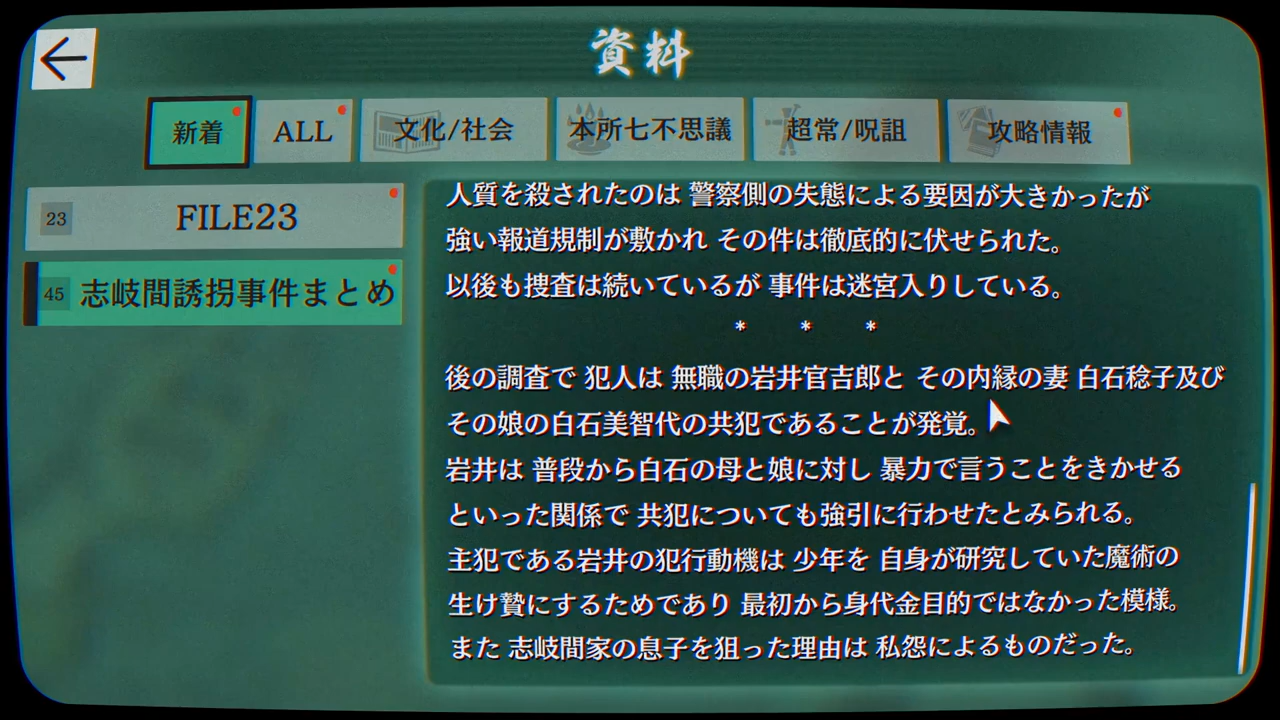 資料
新着
ALL
文化/社会
本所七不思議
超常/呪詛
攻略情報
23 FILE23
45 志岐間誘拐事件まとめ
人質を殺されたのは 警察側の失態による要因が大きかったが
強い報道規制が敷かれ その件は徹底的に伏せられた。
以後も捜査は続いているが 事件は迷宮入りしている。
* * *
後の調査で 犯人は 無職の岩井官吉郎と その内縁の妻 白石稔子及び
その娘の白石美智代の共犯であることが発覚。
岩井は 普段から白石の母と娘に対し 暴力で言うことをきかせる
といった関係で 共犯についても強引に行わせたとみられる。
主犯である岩井の犯行動機は 少年を 自身が研究していた魔術の
生け贄にするためであり 最初から身代金目的ではなかった模様。
また 志岐間家の息子を狙った理由は 私怨によるものだった。